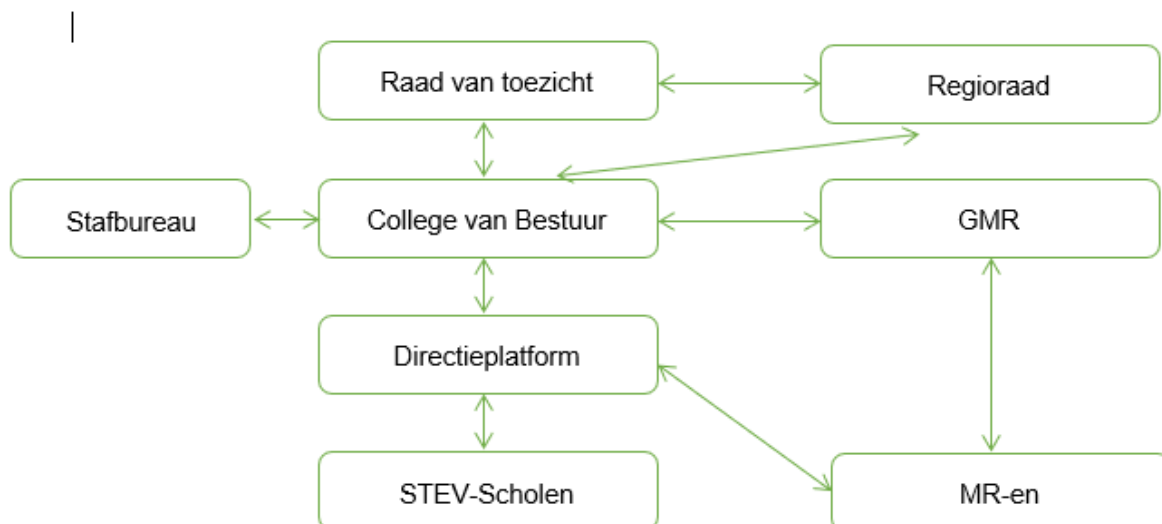 Raad van toezicht
Regioraad
Stafbureau
College van Bestuur
GMR
Directieplatform
STEV-Scholen
MR-en